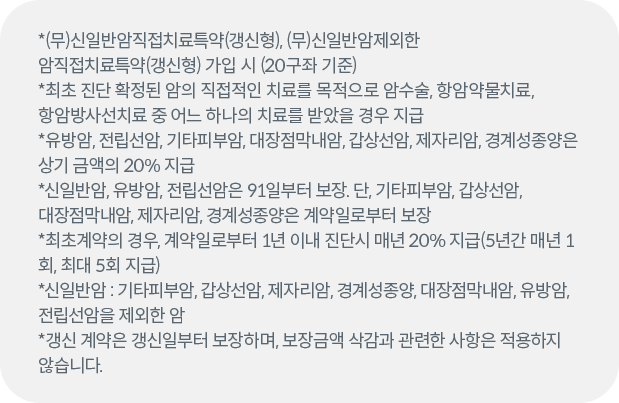 *(무)신일반암직접치료특약(갱신형), (무)신일반암제외한
암직접치료특약(갱신형) 가입 시 (20구좌 기준)
*최초 진단 확정된 암의 직접적인 치료를 목적으로 암수술, 항암약물치료,
항암방사선치료 중 어느 하나의 치료를 받았을 경우 지급
*유방암, 전립선암, 기타피부암, 대장점막내암, 갑상선암, 제자리암, 경계성종양은
상기 금액의 20% 지급
*신일반암, 유방암, 전립선암은 91일부터 보장. 단, 기타피부암, 갑상선암,
대장점막내암, 제자리암, 경계성종양은 계약일로부터 보장
*최초계약의 경우, 계약일로부터 1년 이내 진단시 매년 20% 지급(5년간 매년 1
회, 최대 5회 지급)
*신일반암 : 기타피부암, 갑상선암, 제자리암, 경계성종양, 대장점막내암, 유방암,
전립선암을 제외한 암
*갱신 계약은 갱신일부터 보장하며, 보장금액 삭감과 관련한 사항은 적용하지
않습니다.